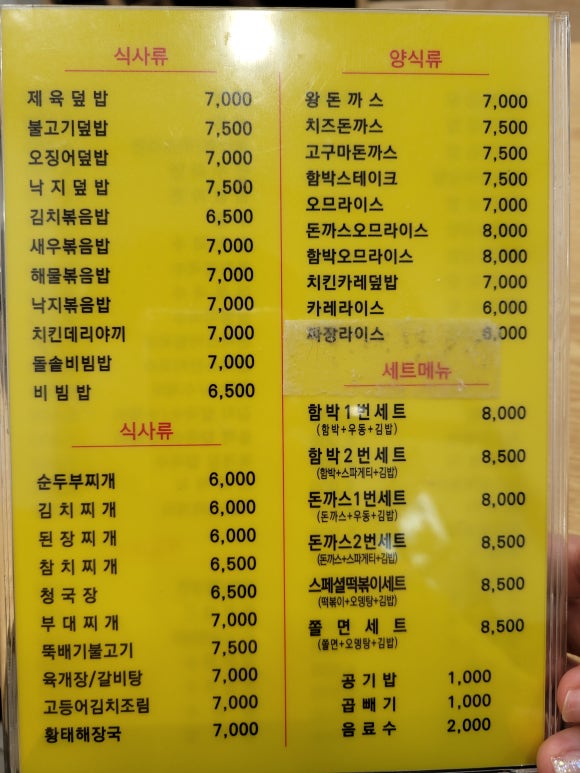 식사류
제육덮밥 7,000
불고기덮밥 7,500
오징어덮밥 7,000
낙지덮밥 7,500
김치볶음밥 6,500
새우볶음밥 7,000
해물볶음밥 7,000
낙지볶음밥 7,000
치킨데리야끼 7,000
돌솥비빔밥 7,000
비빔밥 6,500
식사류
순두부찌개 6,000
김치찌개 6,000
된장찌개 6,000
참치찌개 6,500
청국장 6,500
부대찌개 7,000
뚝배기불고기 7,500
육개장/갈비탕 7,000
고등어김치조림 7,000
황태해장국 7,000
양식류
왕돈까스 7,000
치즈돈까스 7,500
고구마돈까스 7,500
함박스테이크 7,500
오므라이스 7,000
돈까스오므라이스 8,000
함박오므라이스 8,000
치킨카레덮밥 7,000
카레라이스 6,000
짜장라이스 6,000
세트메뉴
함박1번세트 8,000
(함박+우동+김밥)
함박2번세트 8,500
(함박+스파게티+김밥)
돈까스1번세트 8,000
(돈까스+우동+김밥)
돈까스2번세트 8,500
(돈까스+스파게티+김밥)
스페셜떡볶이세트 8,500
(떡볶이+오뎅탕+김밥)
쫄면세트 8,500
(쫄면+오뎅탕+김밥)
공기밥 1,000
곱빼기 1,000
음료수 2,000